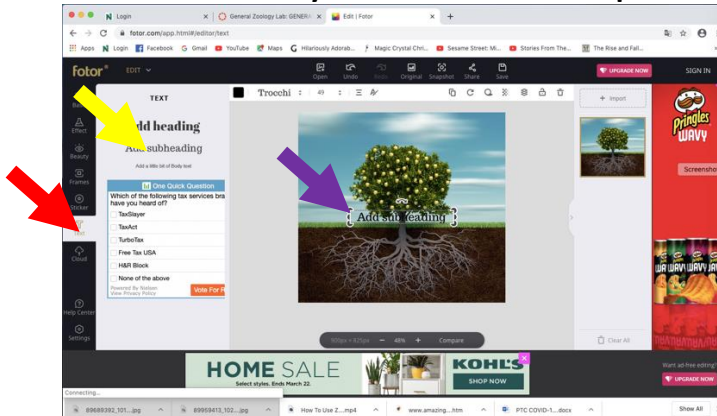 Login
General Zoology Lab: GENER
Edit | Fotor
fotor.com/app.html#/editor/text
Apps
Login
Facebook
Gmail
YouTube
Maps
Hilariously Adorab...
Magic Crystal Chri...
Sesame Street: Mi...
Stories From The...
The Rise and Fall...
fotor
EDIT
Open
Undo
Redo
Original
Snapshot
Share
Save
UPGRADE NOW
SIGN IN
Effect
Beauty
Frames
Sticker
Text
Cloud
Help Center
Settings
TEXT
heading
Add subheading
Add a little bit of Body text
One Quick Question
Which of the following tax services bra
have you heard of?
TaxSlayer
TaxAct
TurboTax
Free Tax USA
H&R Block
None of the above
Powered By Nielsen
View Privacy Policy
Vote For R
Trocchi
49
Add subheading
48%
Compare
Import
Clear All
Pringles
WAVY
Screensho
HOME SALE
Select styles. Ends March 22.
KOHL'S
SHOP NOW
Want ad-free editing?
UPGRADE NOW
Connecting...
How To Use Z....mp4
www.amazing...htm
PTC COVID-1....docx
Show All